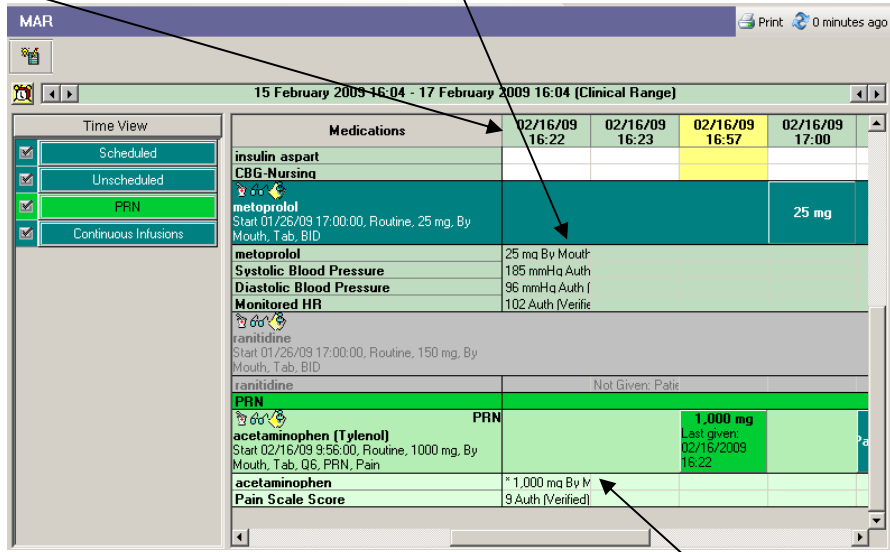 MAR
Print 0 minutes ago
15 February 2009 16:04 - 17 February 2009 16:04 (Clinical Range)
Time View
Scheduled
Unscheduled
PRN
Continuous Infusions
Medications
02/16/09 16:22
02/16/09 16:23
02/16/09 16:57
02/16/09 17:00
insulin aspart
CBG-Nursing
metoprolol
Start 01/26/09 17:00:00, Routine, 25 mg, By
Mouth, Tab, BID
25 mg
metoprolol 25 mg By Mouth
Systolic Blood Pressure 185 mmHg Auth
Diastolic Blood Pressure 96 mmHg Auth (
Monitored HR 102 Auth (Verifie
ranitidine
Start 01/26/09 17:00:00, Routine, 150 mg, By
Mouth, Tab, BID
ranitidine Not Given: Patie
PRN
PRN
acetaminophen (Tylenol)
Start 02/16/09 9:56:00, Routine, 1000 mg, By
Mouth, Tab, Q6, PRN, Pain
1,000 mg
Last given:
02/16/2009
16:22
Pa
acetaminophen * 1,000 mg By M
Pain Scale Score 9 Auth (Verified)